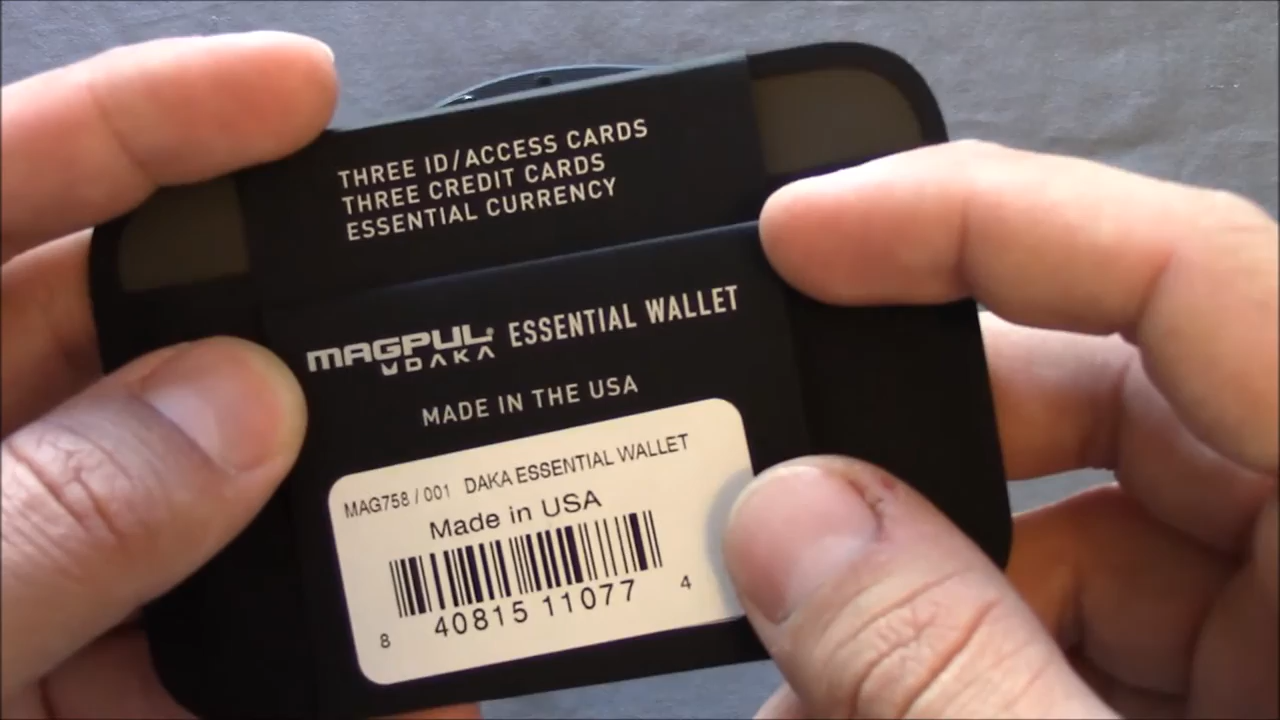 THREE ID/ACCESS CARDS
THREE CREDIT CARDS
ESSENTIAL CURRENCY
MAGPUL® ESSENTIAL WALLET
DAKA
MADE IN THE USA
MAG758 / 001 DAKA ESSENTIAL WALLET
Made in USA
8 40815 11077 4